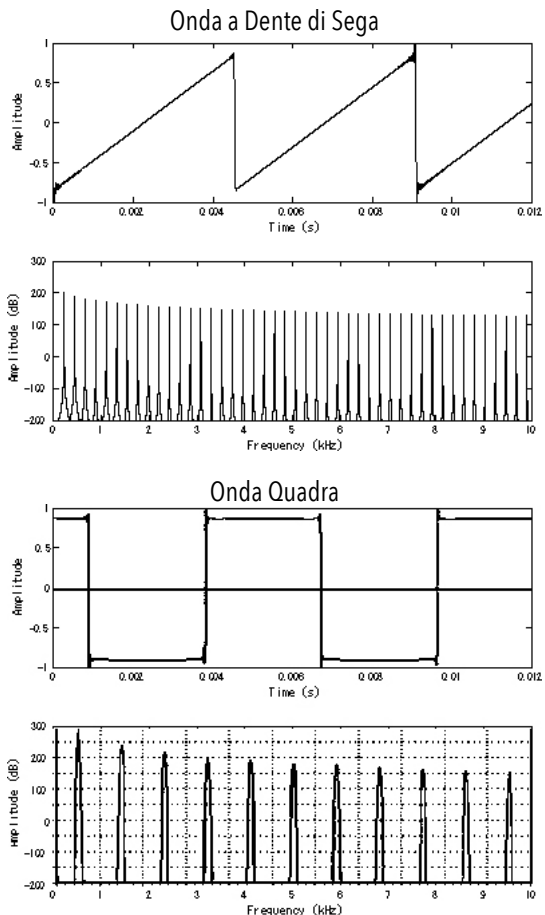 Onda a Dente di Sega
1
0.5
0
-0.5
-1
Amplitude
0 0.002 0.004 0.006 0.008 0.01 0.012
Time (s)
300
200
100
0
-100
-200
Amplitude (dB)
0 1 2 3 4 5 6 7 8 9 10
Frequency (kHz)
Onda Quadra
1
0.5
0
-0.5
-1
Amplitude
0 0.002 0.004 0.006 0.008 0.01 0.012
Time (s)
300
200
100
0
-100
-200
Amplitude (dB)
0 1 2 3 4 5 6 7 8 9 10
Frequency (kHz)